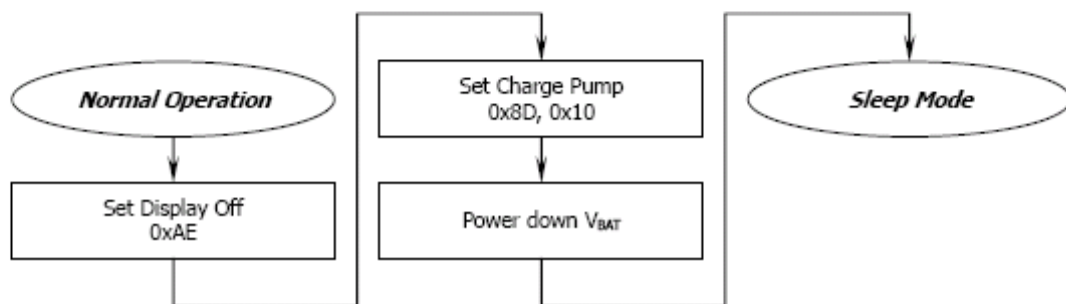 Normal Operation
Set Display Off
0xAE
Set Charge Pump
0x8D, 0x10
Power down VBAT
Sleep Mode